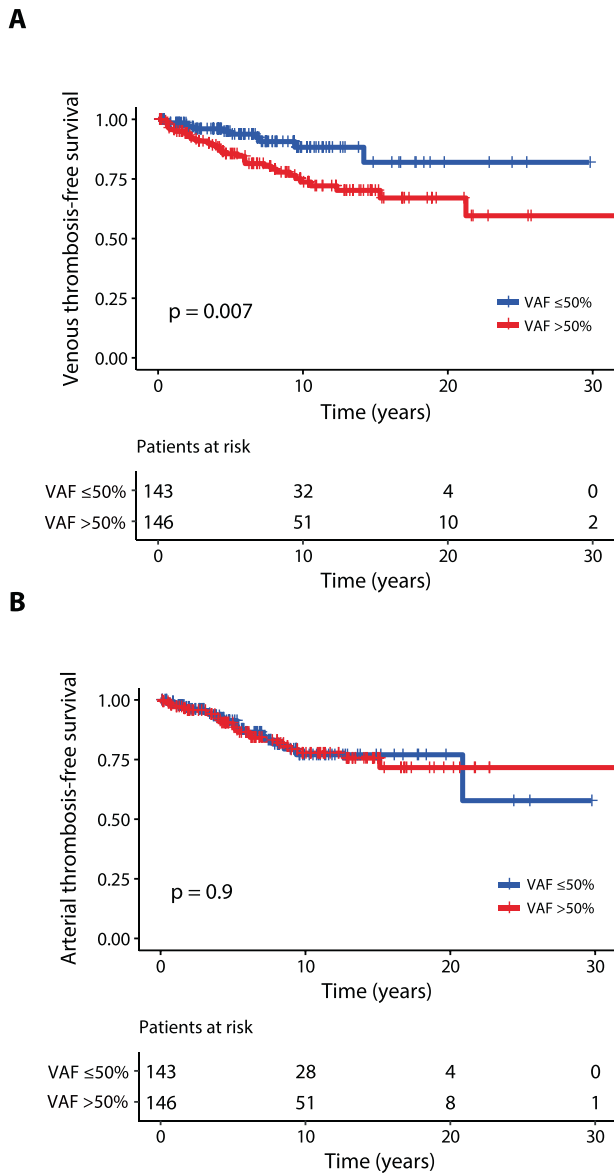 A
Venous thrombosis-free survival
1.00
0.75
0.50
0.25
0.00
p = 0.007
VAF ≤50%
VAF >50%
0 10 20 30
Time (years)
Patients at risk
VAF ≤50% 143 32 4 0
VAF >50% 146 51 10 2
0 10 20 30
Time (years)
B
Arterial thrombosis-free survival
1.00
0.75
0.50
0.25
0.00
p = 0.9
VAF ≤50%
VAF >50%
0 10 20 30
Time (years)
Patients at risk
VAF ≤50% 143 28 4 0
VAF >50% 146 51 8 1
0 10 20 30
Time (years)